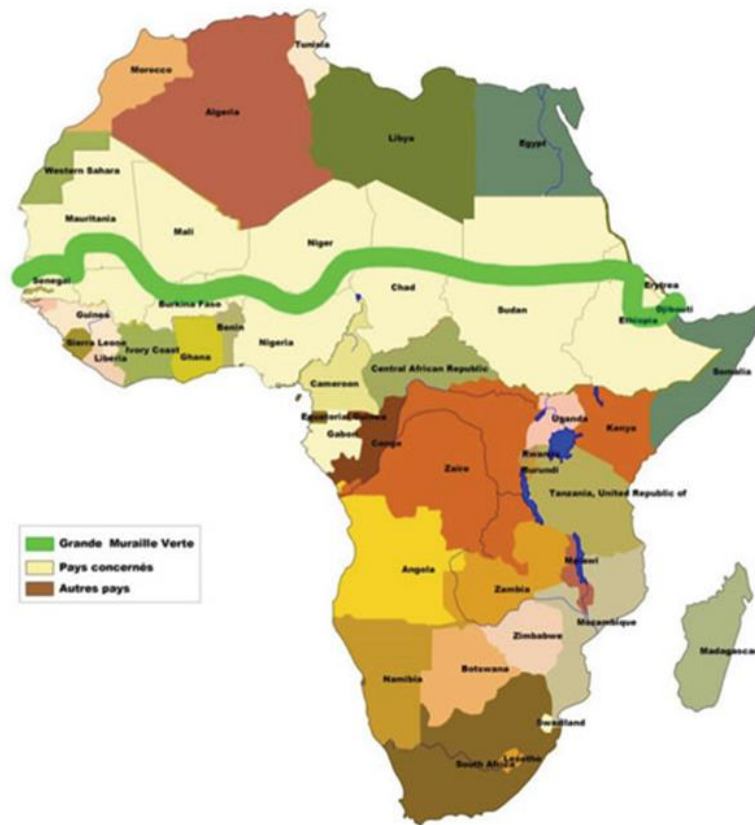 Tunisia
Morocco
Algeria
Libya
Egypt
Western Sahara
Mauritania
Mali
Niger
Chad
Sudan
Erytrea
Djibouti
Ethiopia
Somalia
Senegal
Burkina Faso
Guinea
Benin
Sierra Leone
Ivory Coast
Liberia
Ghana
Nigeria
Central African Republic
Cameroon
Equatorial Guinea
Gabon
Congo
Uganda
Kenya
Rwanda
Burundi
Zaire
Tanzania, United Republic of
Angola
Malawi
Zambia
Mozambique
Zimbabwe
Madagascar
Namibia
Botswana
Swaziland
Lesotho
South Africa
Grande Muraille Verte
Pays concernés
Autres pays